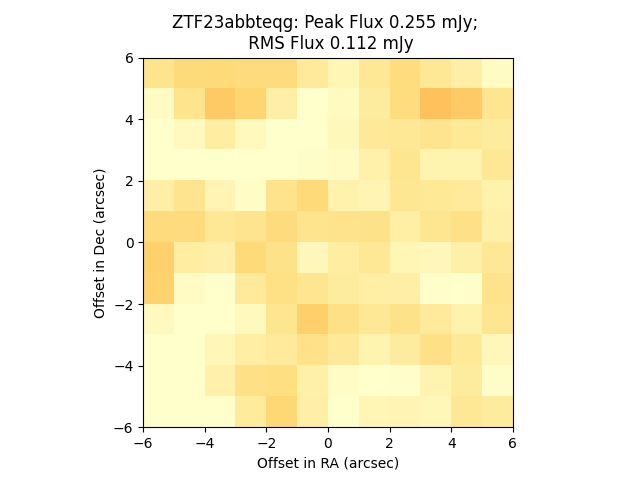 ZTF23abbteqg: Peak Flux 0.255 mJy;
RMS Flux 0.112 mJy
6
4
2
0
−2
−4
−6
Offset in Dec (arcsec)
−6 −4 −2 0 2 4 6
Offset in RA (arcsec)